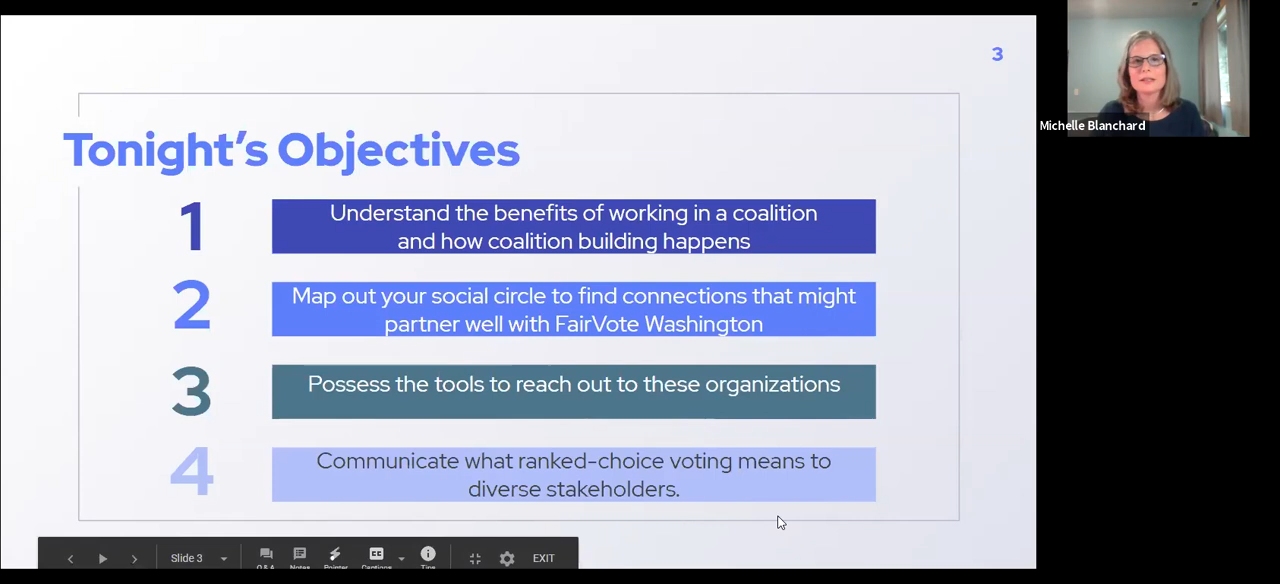 3
Tonight's Objectives
1
Understand the benefits of working in a coalition
and how coalition building happens
2
Map out your social circle to find connections that might
partner well with FairVote Washington
3
Possess the tools to reach out to these organizations
4
Communicate what ranked-choice voting means to
diverse stakeholders.
Michelle Blanchard
Slide 3
Q & A
Notes
Pointer
CC
Captions
Tips
EXIT